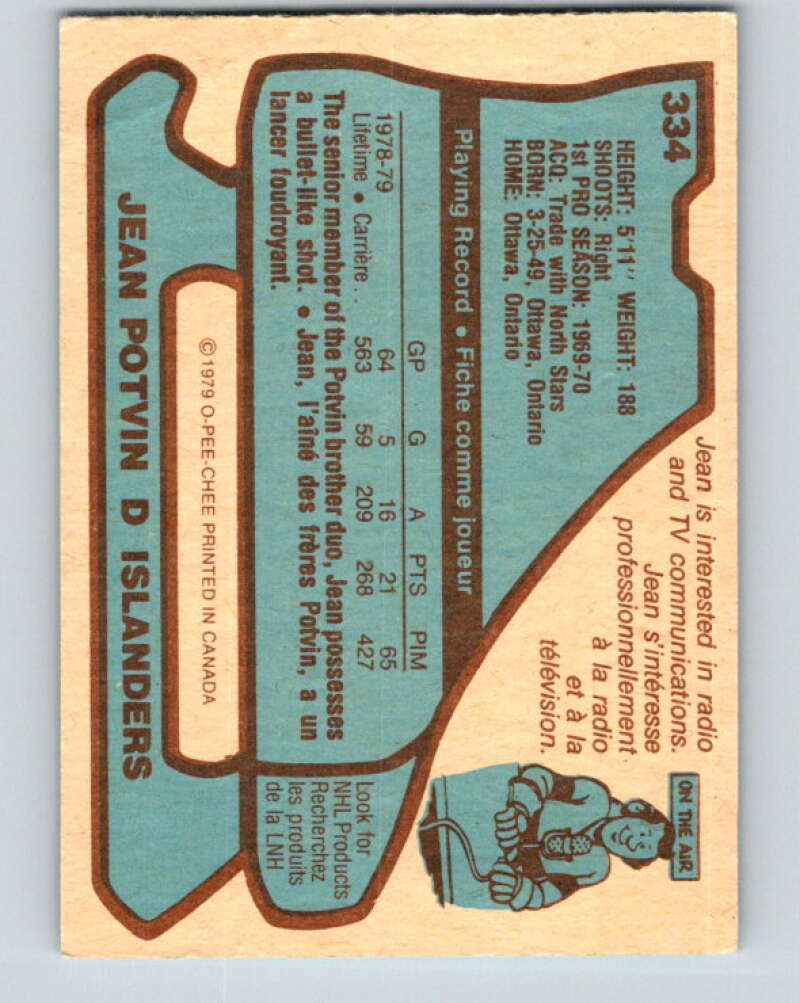 334
HEIGHT: 5'11" WEIGHT: 188
SHOOTS: Right
1st PRO SEASON: 1969-70
ACQ: Trade with North Stars
BORN: 3-25-49, Ottawa, Ontario
HOME: Ottawa, Ontario
Jean is interested in radio
and TV communications.
Jean s'intéresse
professionnellement
à la radio
et à la
télévision.
ON THE AIR
Playing Record • Fiche comme joueur
GP G A PTS PIM
1978-79 64 5 16 21 65
Lifetime • Carrière . . 563 59 209 268 427
The senior member of the Potvin brother duo, Jean possesses
a bullet-like shot. • Jean, l'aîné des frères Potvin, a un
lancer foudroyant.
Look for
NHL Products
Recherchez
les produits
de la LNH
©1979 O-PEE-CHEE PRINTED IN CANADA
JEAN POTVIN D ISLANDERS